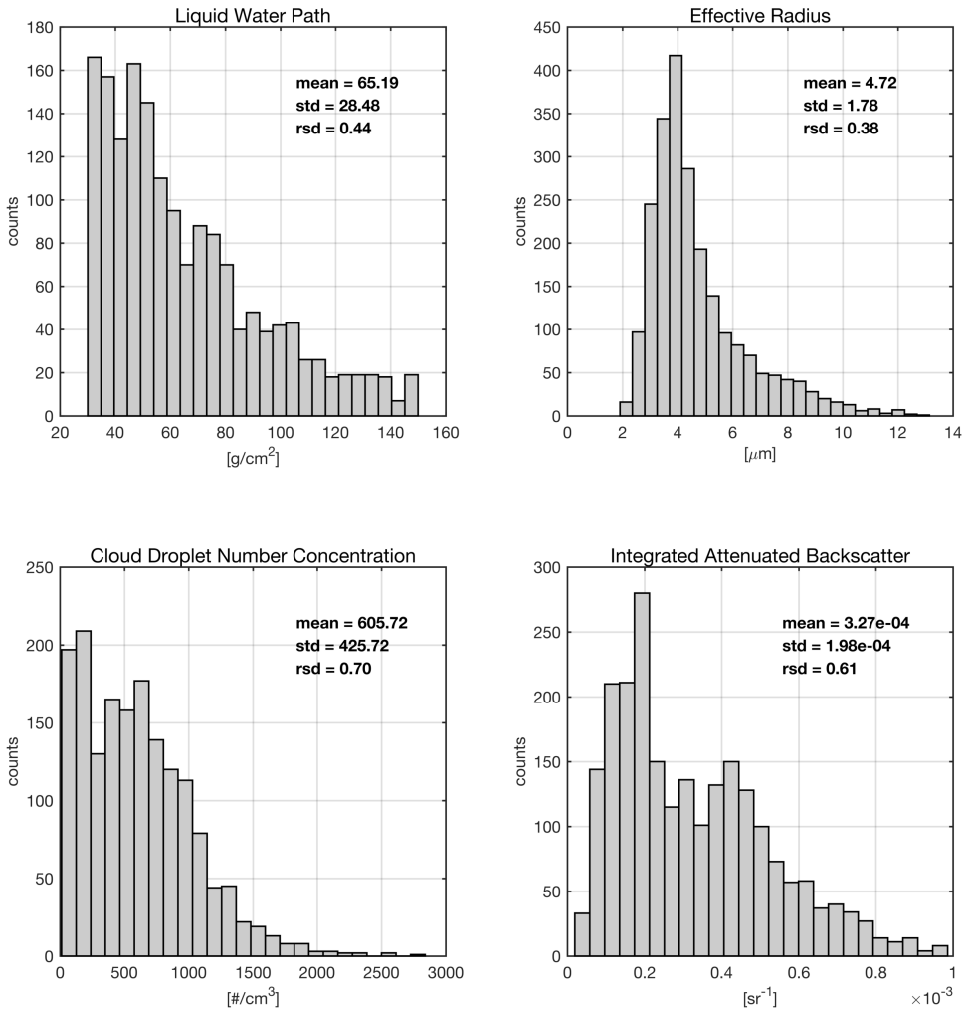 Liquid Water Path
180
160
140
120
100
80
60
40
20
0
counts
mean = 65.19
std = 28.48
rsd = 0.44
20 40 60 80 100 120 140 160
[g/cm²]
Effective Radius
450
400
350
300
250
200
150
100
50
0
counts
mean = 4.72
std = 1.78
rsd = 0.38
0 2 4 6 8 10 12 14
[μm]
Cloud Droplet Number Concentration
250
200
150
100
50
0
counts
mean = 605.72
std = 425.72
rsd = 0.70
0 500 1000 1500 2000 2500 3000
[#/cm³]
Integrated Attenuated Backscatter
300
250
200
150
100
50
0
counts
mean = 3.27e-04
std = 1.98e-04
rsd = 0.61
0 0.2 0.4 0.6 0.8 1
[sr⁻¹]
×10⁻³